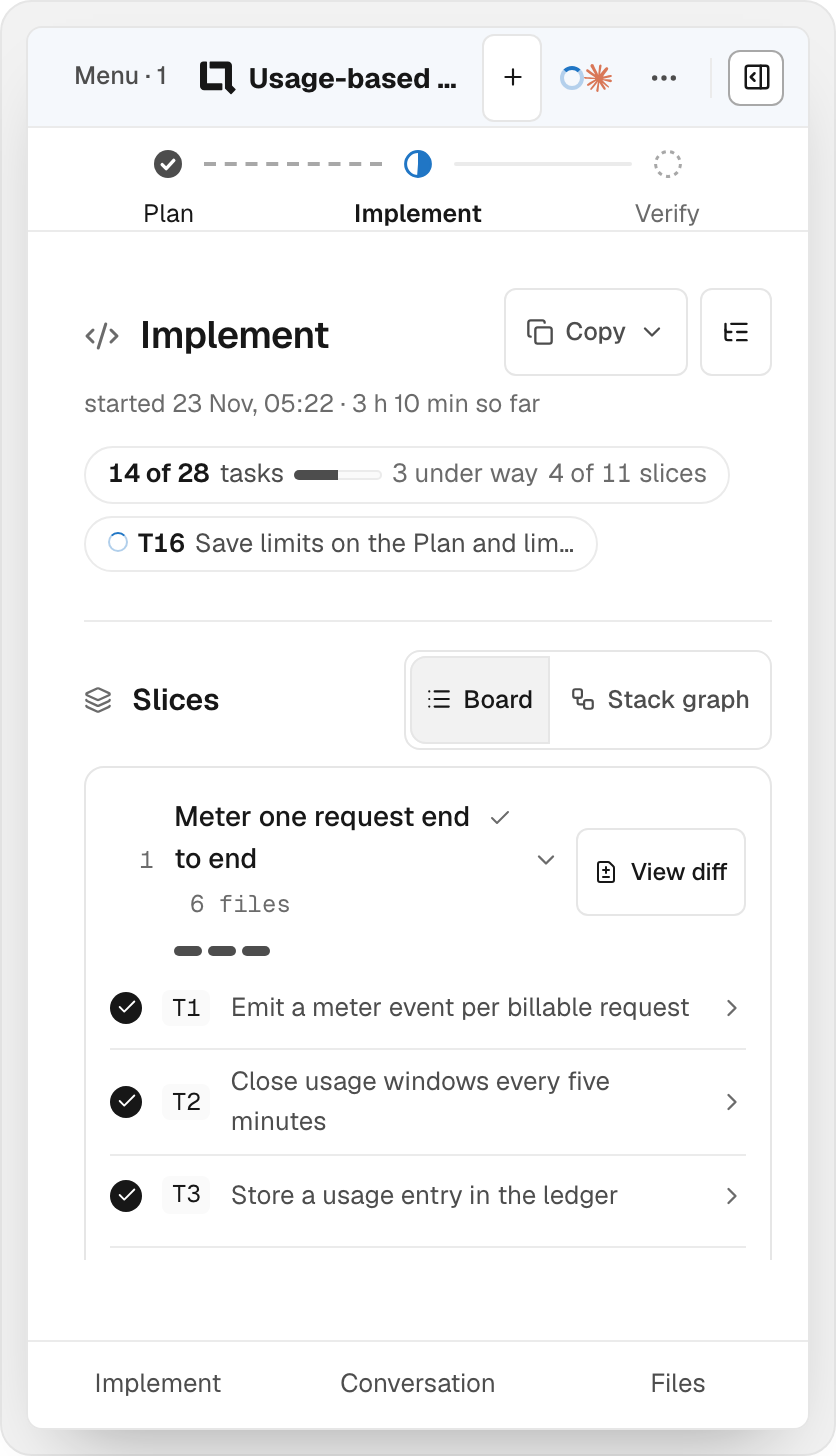 Menu · 1
Usage-based ...
Plan
Implement
Verify
Implement
Copy
started 23 Nov, 05:22 · 3 h 10 min so far
14 of 28 tasks 3 under way 4 of 11 slices
T16 Save limits on the Plan and lim...
Slices
Board
Stack graph
Meter one request end
1 to end
View diff
6 files
T1 Emit a meter event per billable request
T2 Close usage windows every five
minutes
T3 Store a usage entry in the ledger
Implement
Conversation
Files